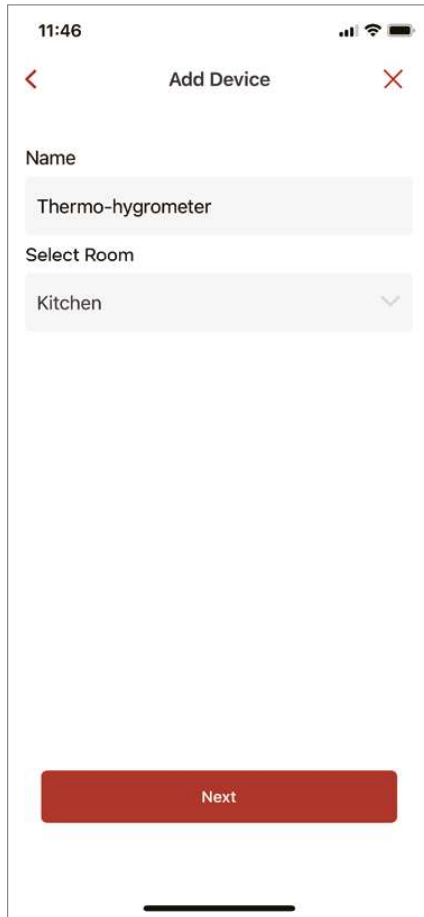 11:46
Add Device
Name
Thermo-hygrometer
Select Room
Kitchen
Next